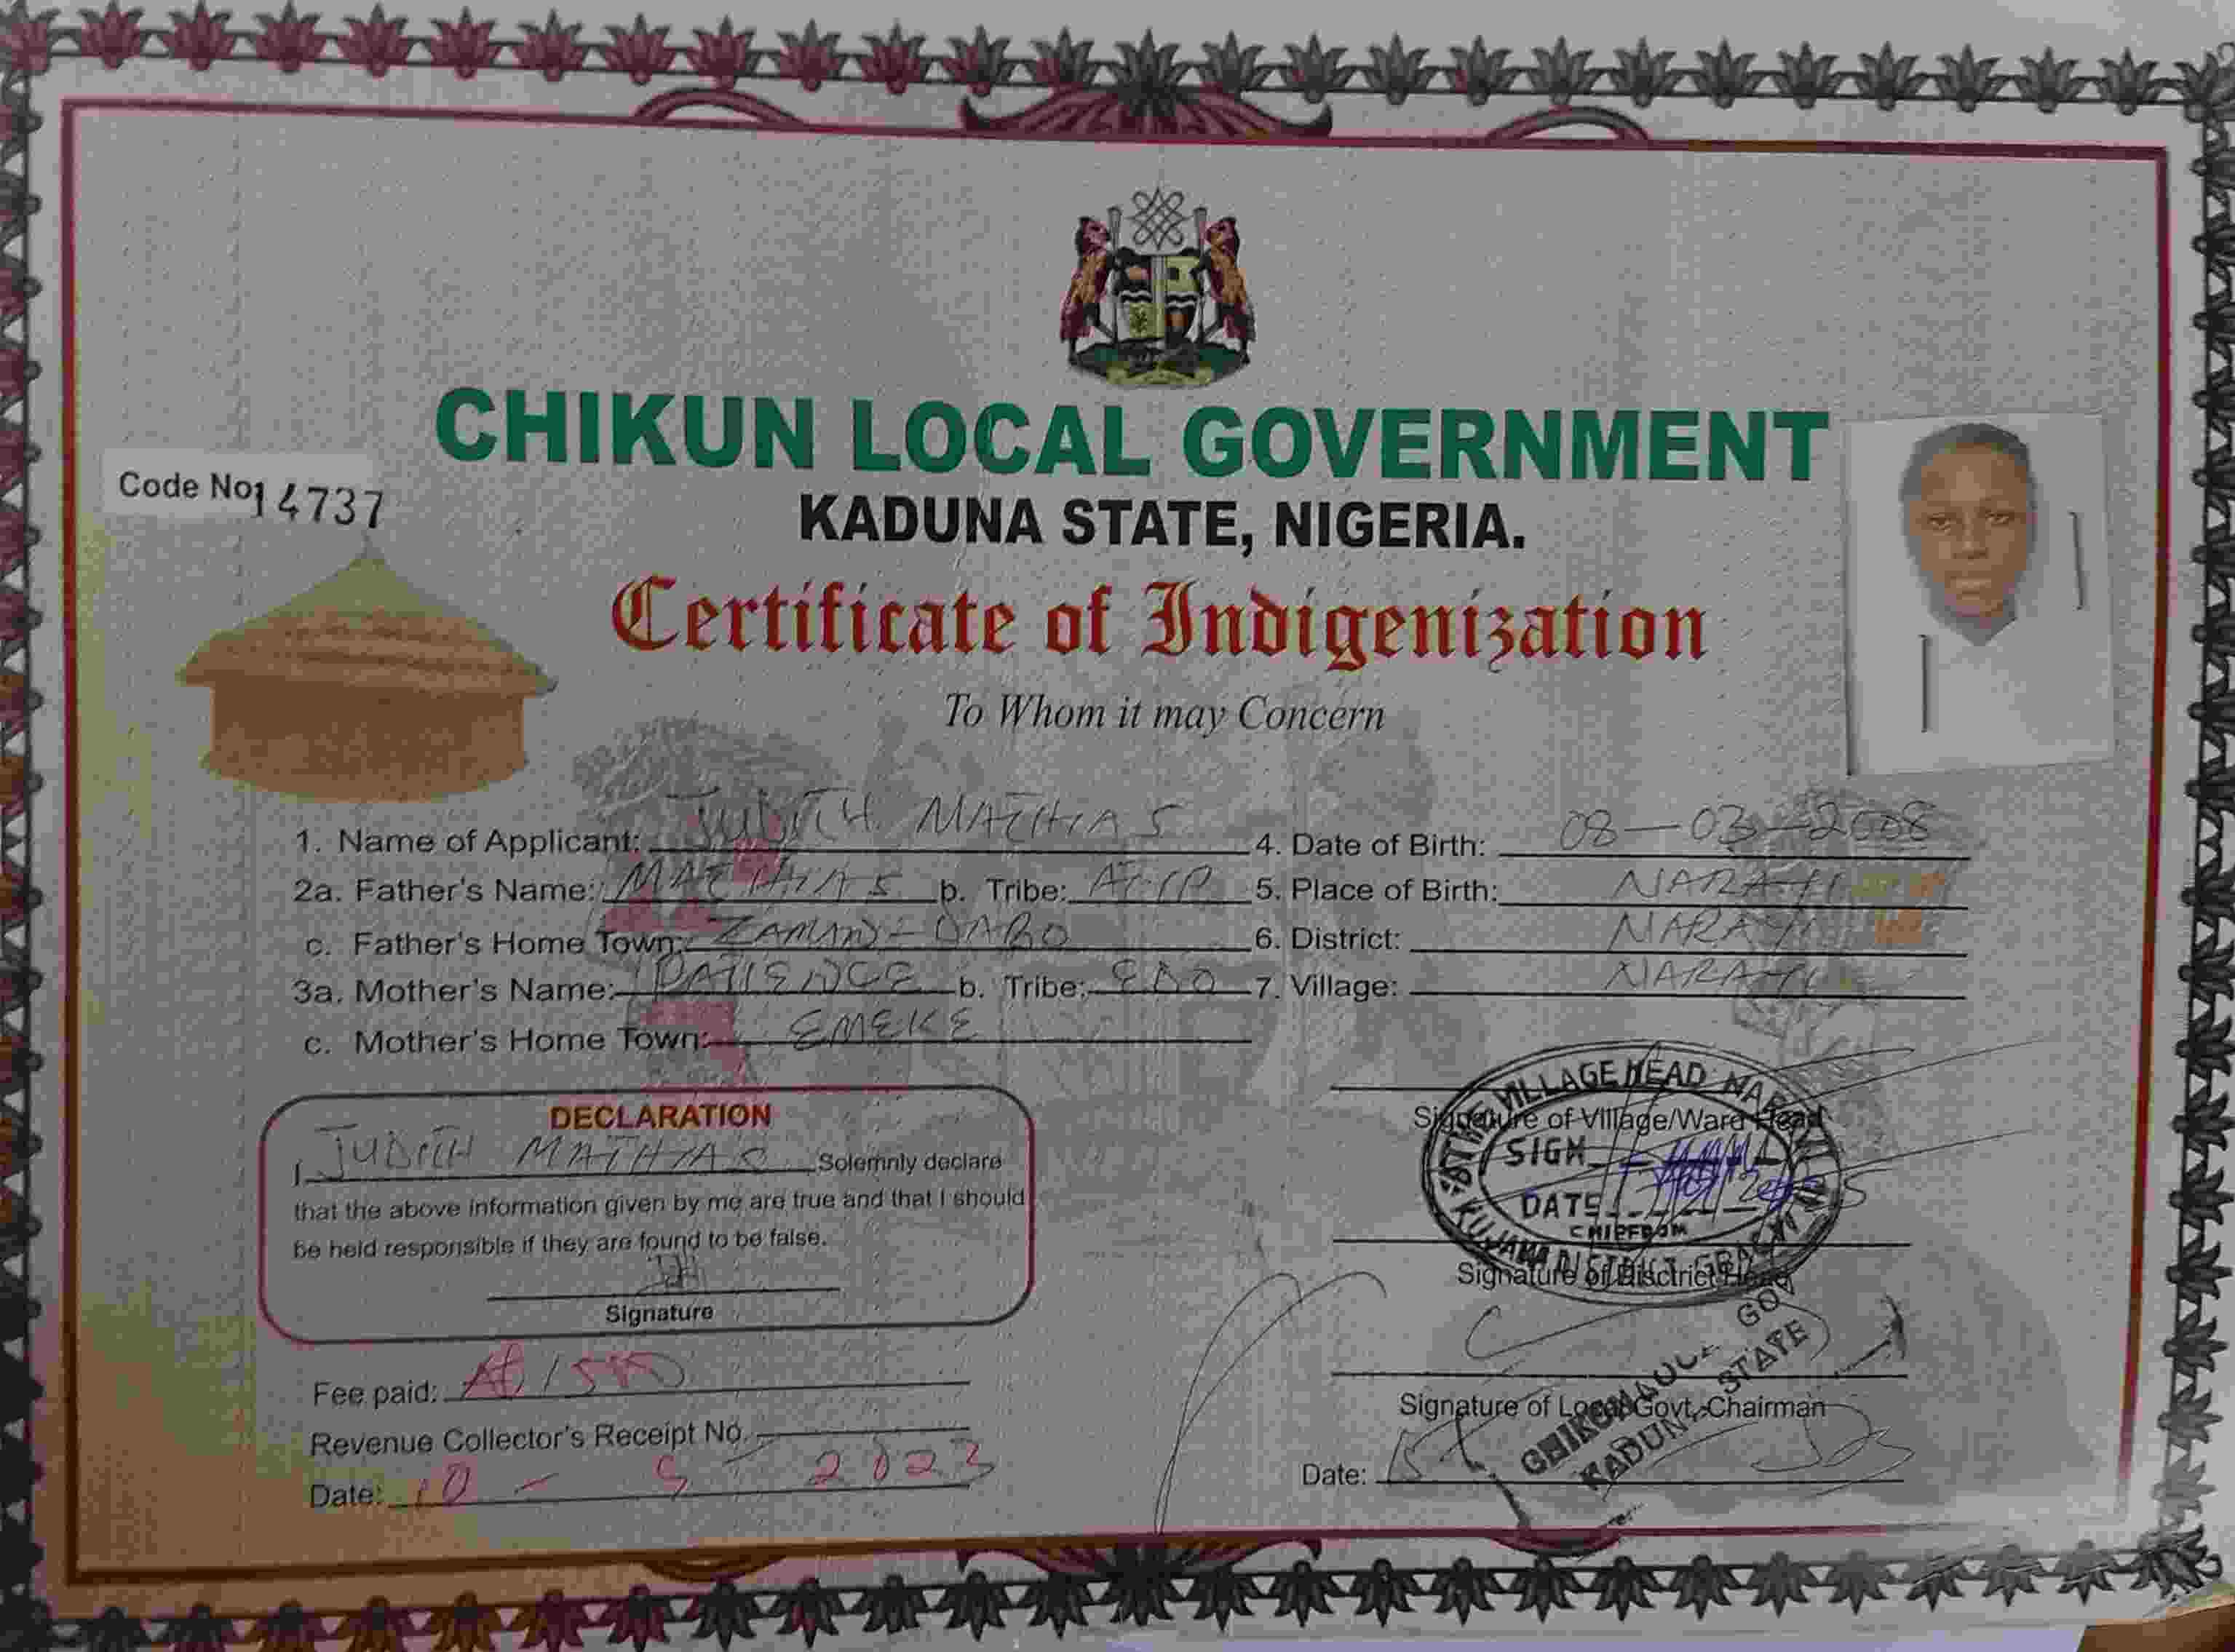 CHIKUN LOCAL GOVERNMENT
Code No 14737
KADUNA STATE, NIGERIA.
Certificate of Indigenization
To Whom it may Concern
1. Name of Applicant: JUDITH MATHIAS
4. Date of Birth: 08-03-2008
2a. Father's Name: MATHIAS b. Tribe:
5. Place of Birth: NARAYI
c. Father's Home Town: DABO
6. District: NARAYI
3a. Mother's Name: PATIENCE b. Tribe: EDO
7. Village: NARAYI
c. Mother's Home Town: EMEKE
DECLARATION
I, JUDITH MATHIAS Solemnly declare
that the above information given by me are true and that I should
be held responsible if they are found to be false.
Signature
Fee paid:
Revenue Collector's Receipt No.
Date: 10 - 5 - 2023
Signature of Village/Ward Head
VILLAGE HEAD NARAYI
SIGN
DATE
CHIEFDOM
KUJAMA DISTRICT GBAGYI
Signature of Disctrict Head
Signature of Local Govt. Chairman
GOV
KADUNA STATE
Date: